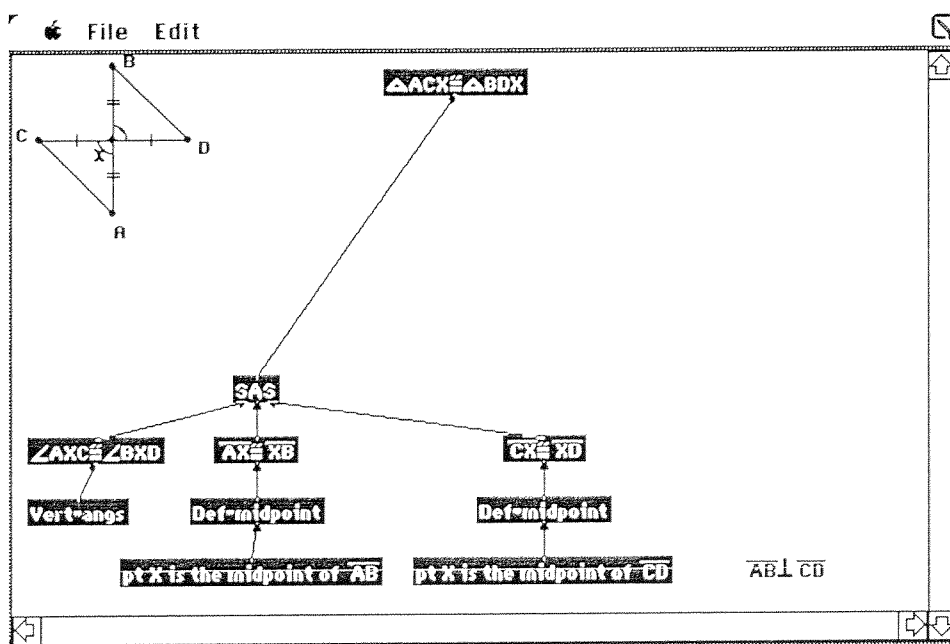 File Edit
B
C
D
X
A
△ACX≅△BDX
SAS
∠AXC≅∠BXD
AX≅XB
CX≅XD
Vert-angs
Def-midpoint
Def-midpoint
pt X is the midpoint of AB
pt X is the midpoint of CD
AB⊥CD